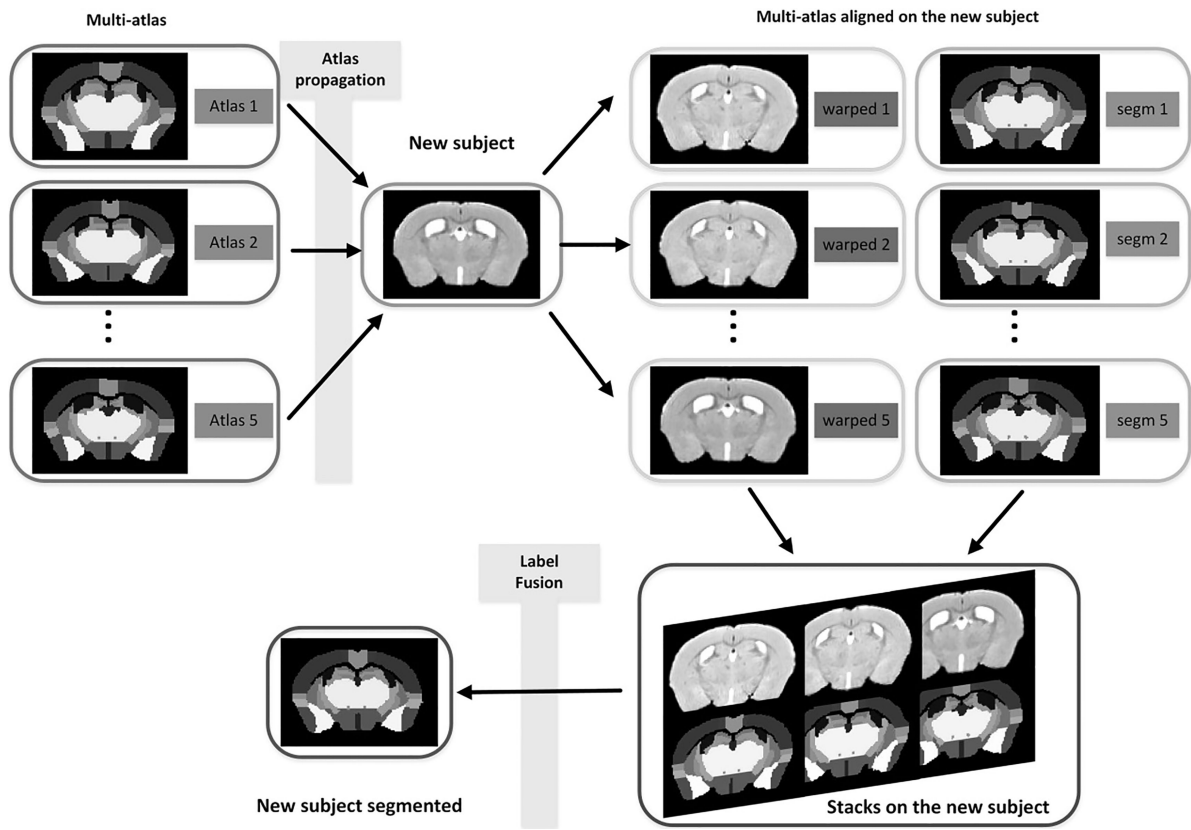 Multi-atlas
Multi-atlas aligned on the new subject
Atlas
propagation
Atlas 1
warped 1
segm 1
New subject
Atlas 2
warped 2
segm 2
Atlas 5
warped 5
segm 5
Label
Fusion
New subject segmented
Stacks on the new subject